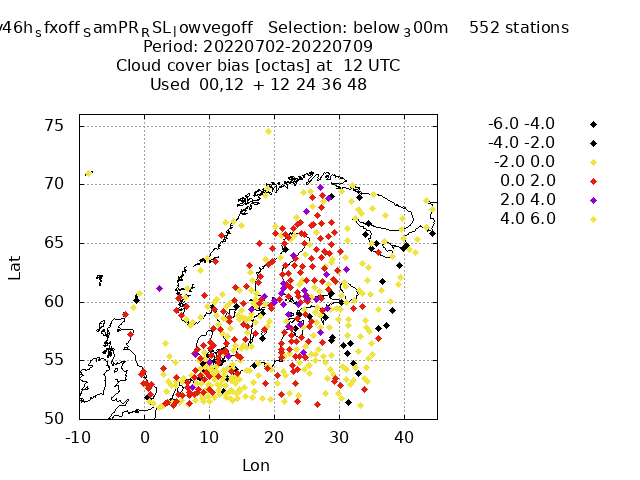 v46h_sfxoff_SamPR_RSL_lowvegoff Selection: below_300m 552 stations
Period: 20220702-20220709
Cloud cover bias [octas] at 12 UTC
Used 00,12 + 12 24 36 48
-6.0 -4.0
-4.0 -2.0
-2.0 0.0
0.0 2.0
2.0 4.0
4.0 6.0
75
70
65
60
55
50
Lat
-10 0 10 20 30 40
Lon